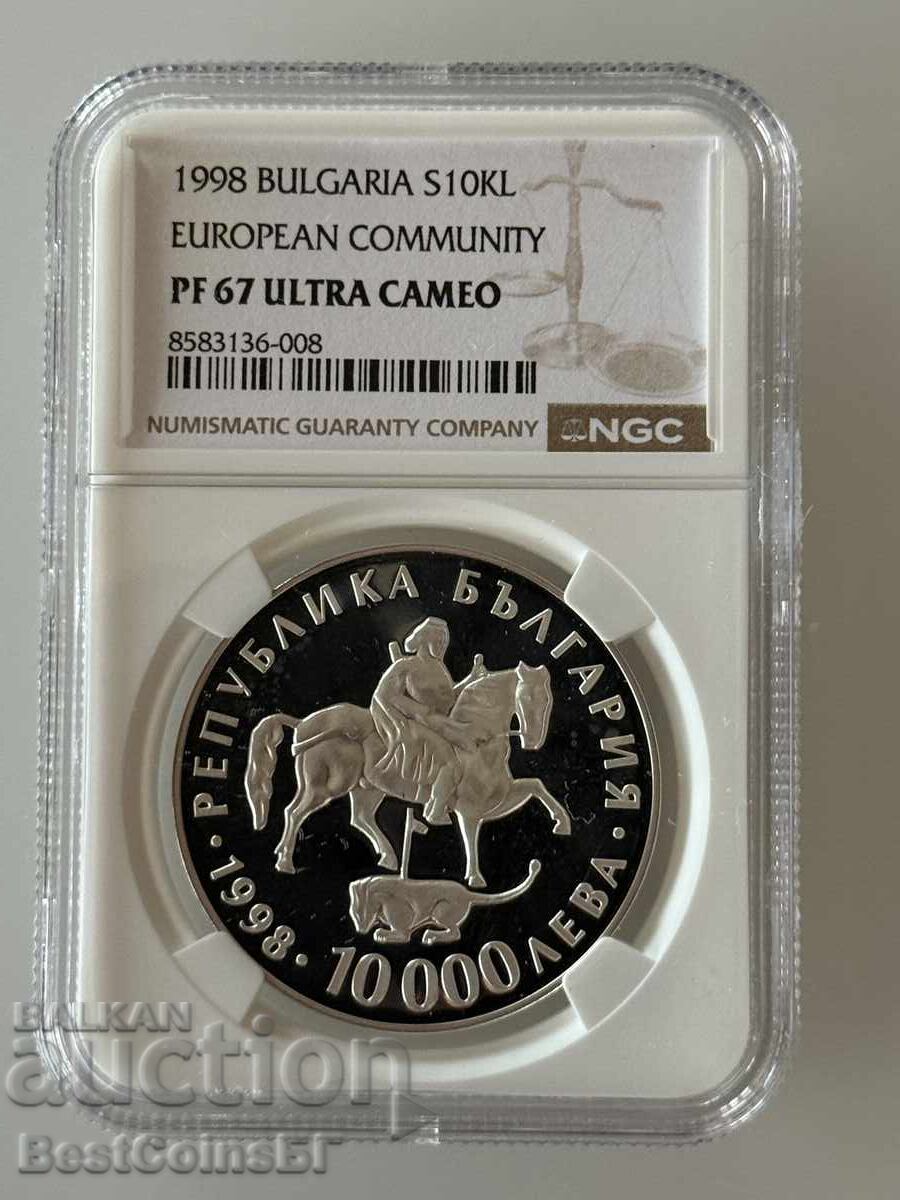 1998 BULGARIA S10KL
EUROPEAN COMMUNITY
PF 67 ULTRA CAMEO
8583136-008
NUMISMATIC GUARANTY COMPANY NGC
РЕПУБЛИКА БЪЛГАРИЯ
· 1998 · 10 000 ЛЕВА ·
BALKAN
auction
BestCoinsБГ